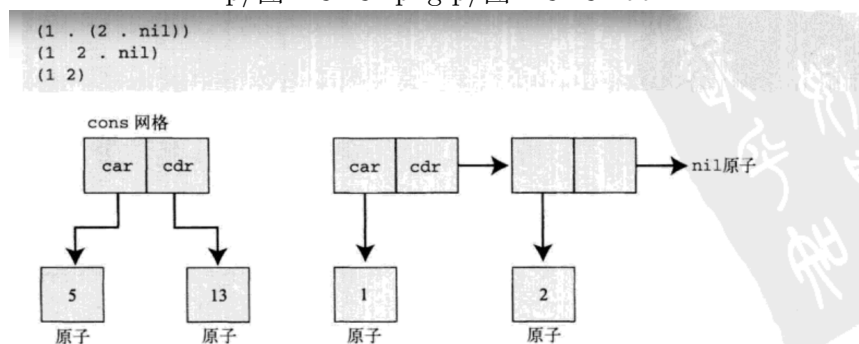 (1 . (2 . nil))
(1 2 . nil)
(1 2)
cons 网格
car cdr
car cdr
nil原子
5
13
1
2
原子
原子
原子
原子